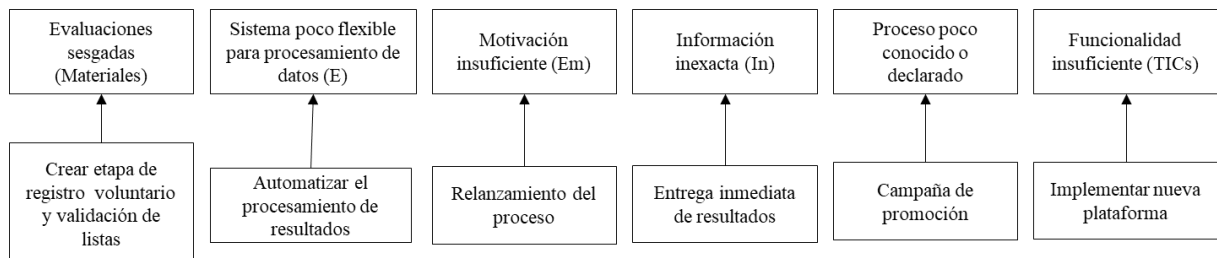 Evaluaciones
sesgadas
(Materiales)
Sistema poco flexible
para procesamiento de
datos (E)
Motivación
insuficiente (Em)
Información
inexacta (In)
Proceso poco
conocido o
declarado
Funcionalidad
insuficiente (TICs)
Crear etapa de
registro voluntario
y validación de
listas
Automatizar el
procesamiento de
resultados
Relanzamiento del
proceso
Entrega inmediata
de resultados
Campaña de
promoción
Implementar nueva
plataforma